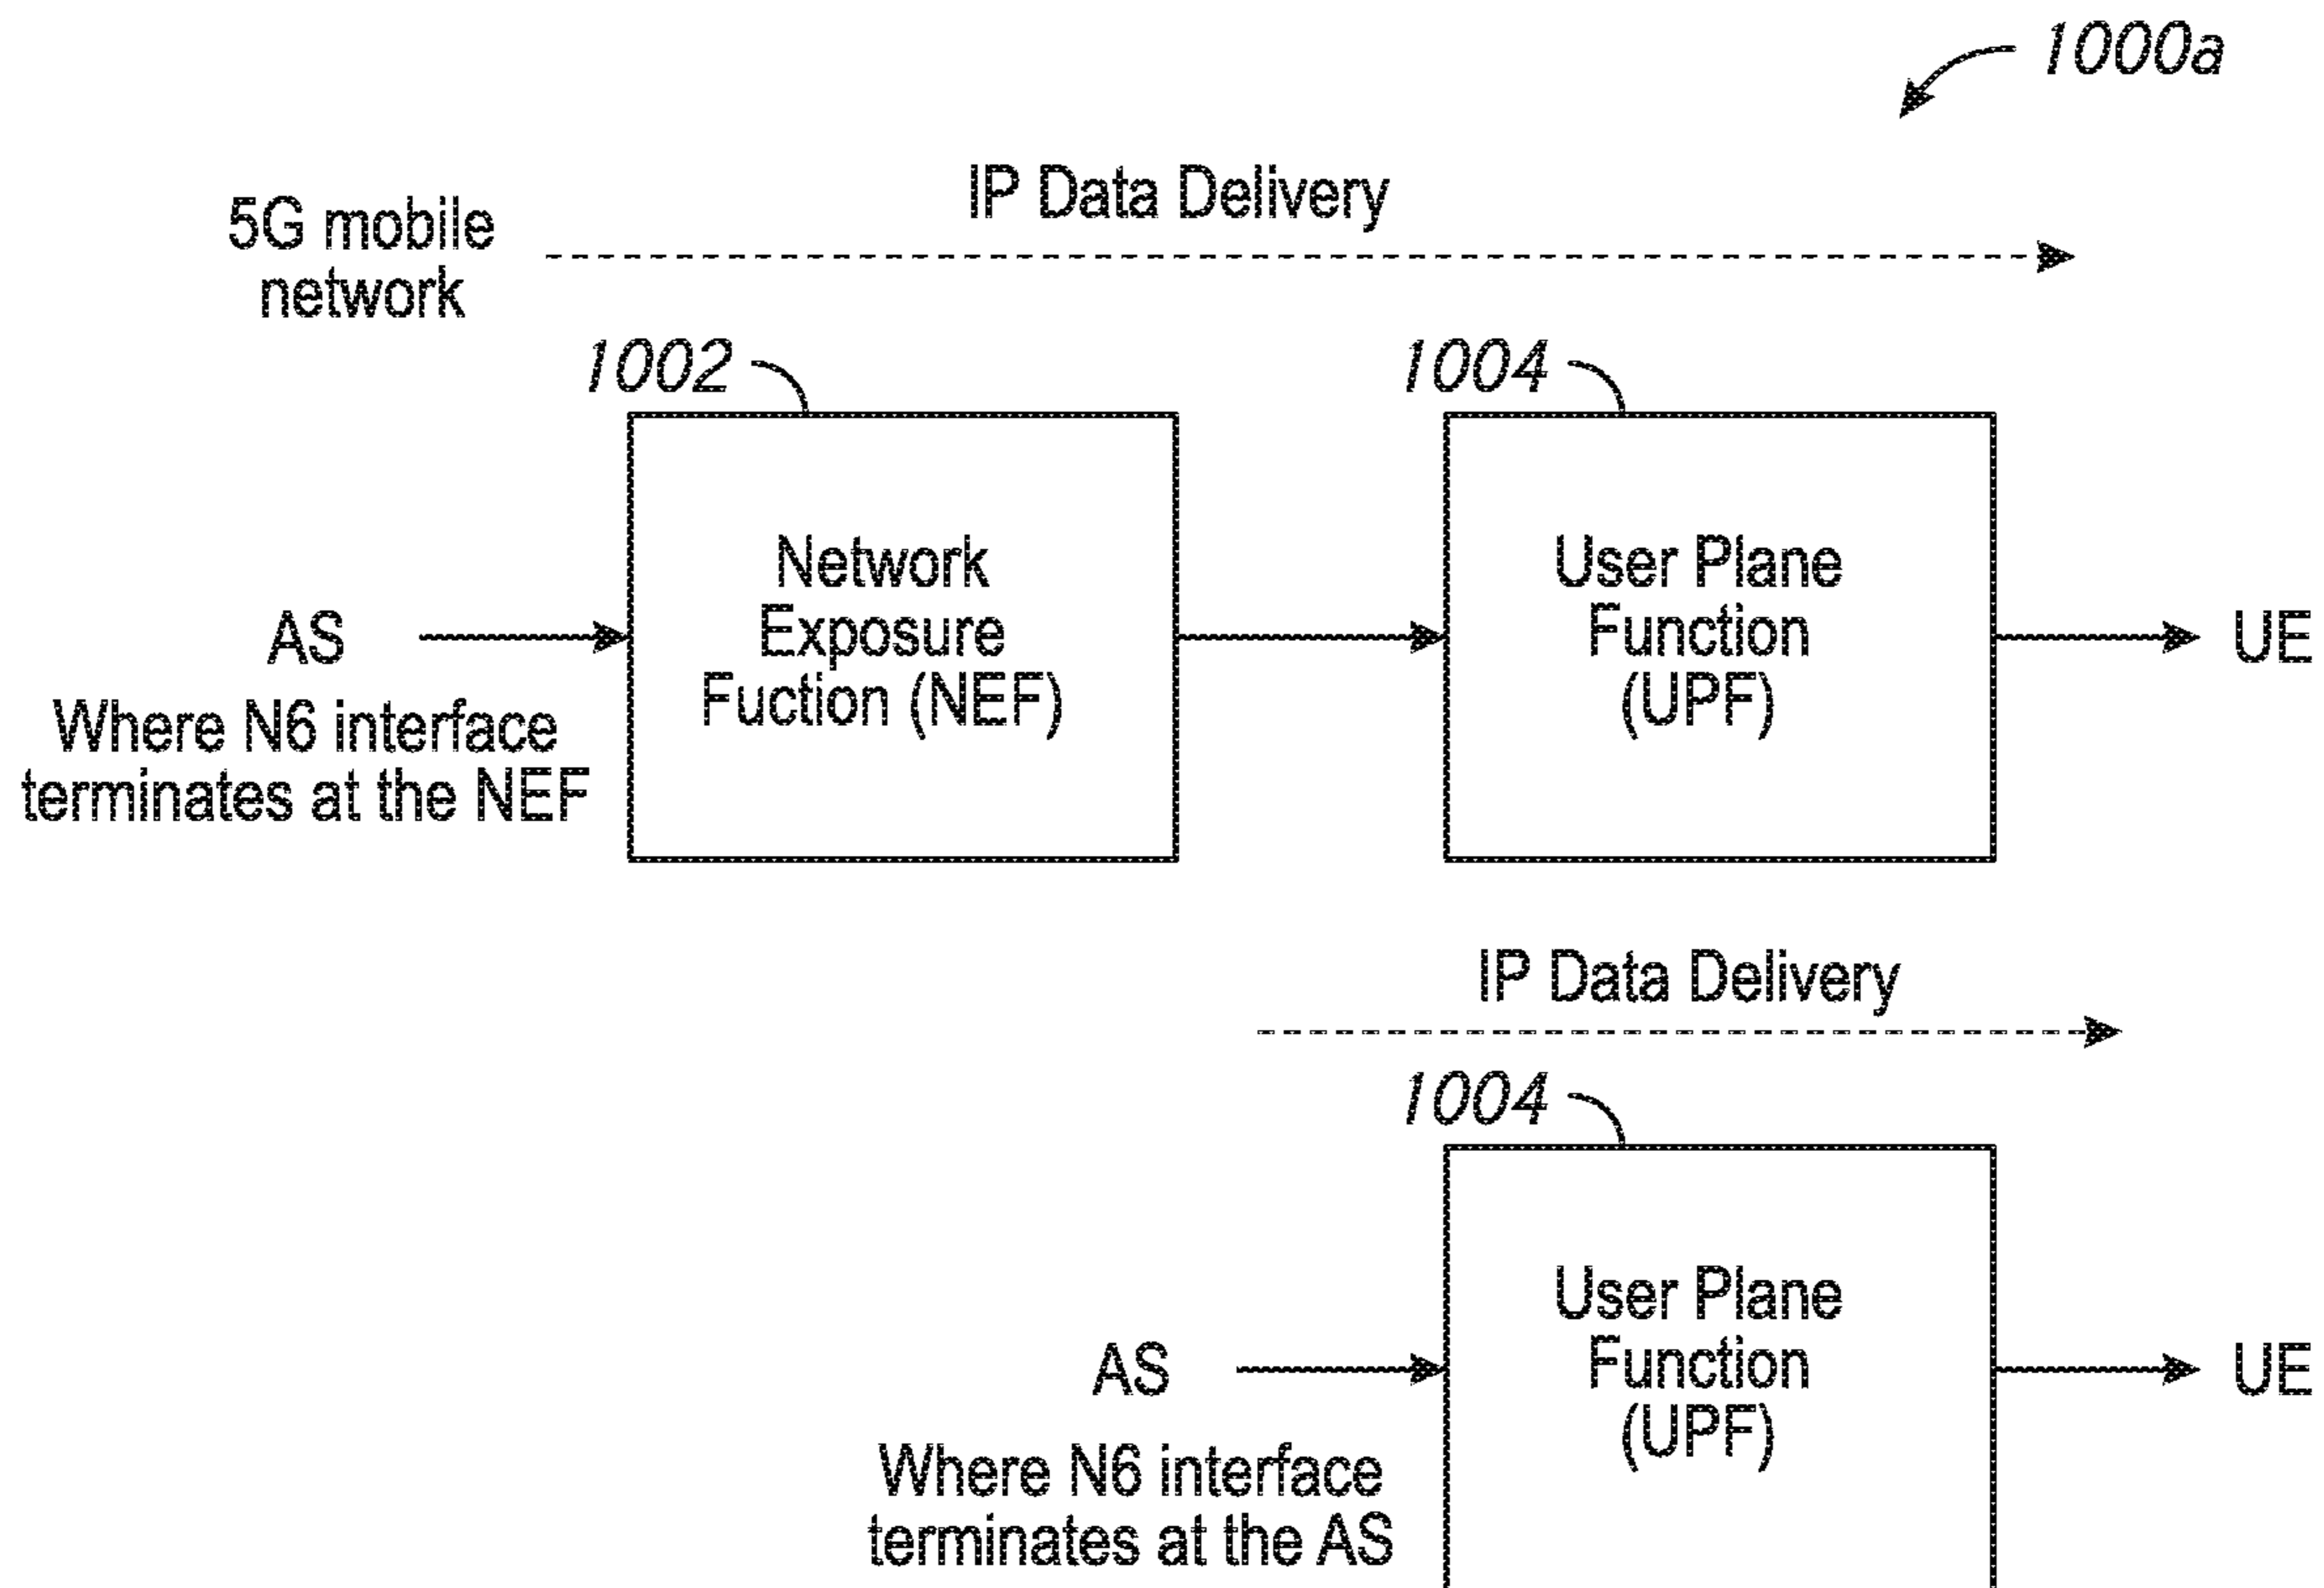 1000a
IP Data Delivery
5G mobile
network
1002
1004
Network
Exposure
Fuction (NEF)
User Plane
Function
(UPF)
AS
UE
Where N6 interface
terminates at the NEF
IP Data Delivery
1004
User Plane
Function
(UPF)
AS
UE
Where N6 interface
terminates at the AS